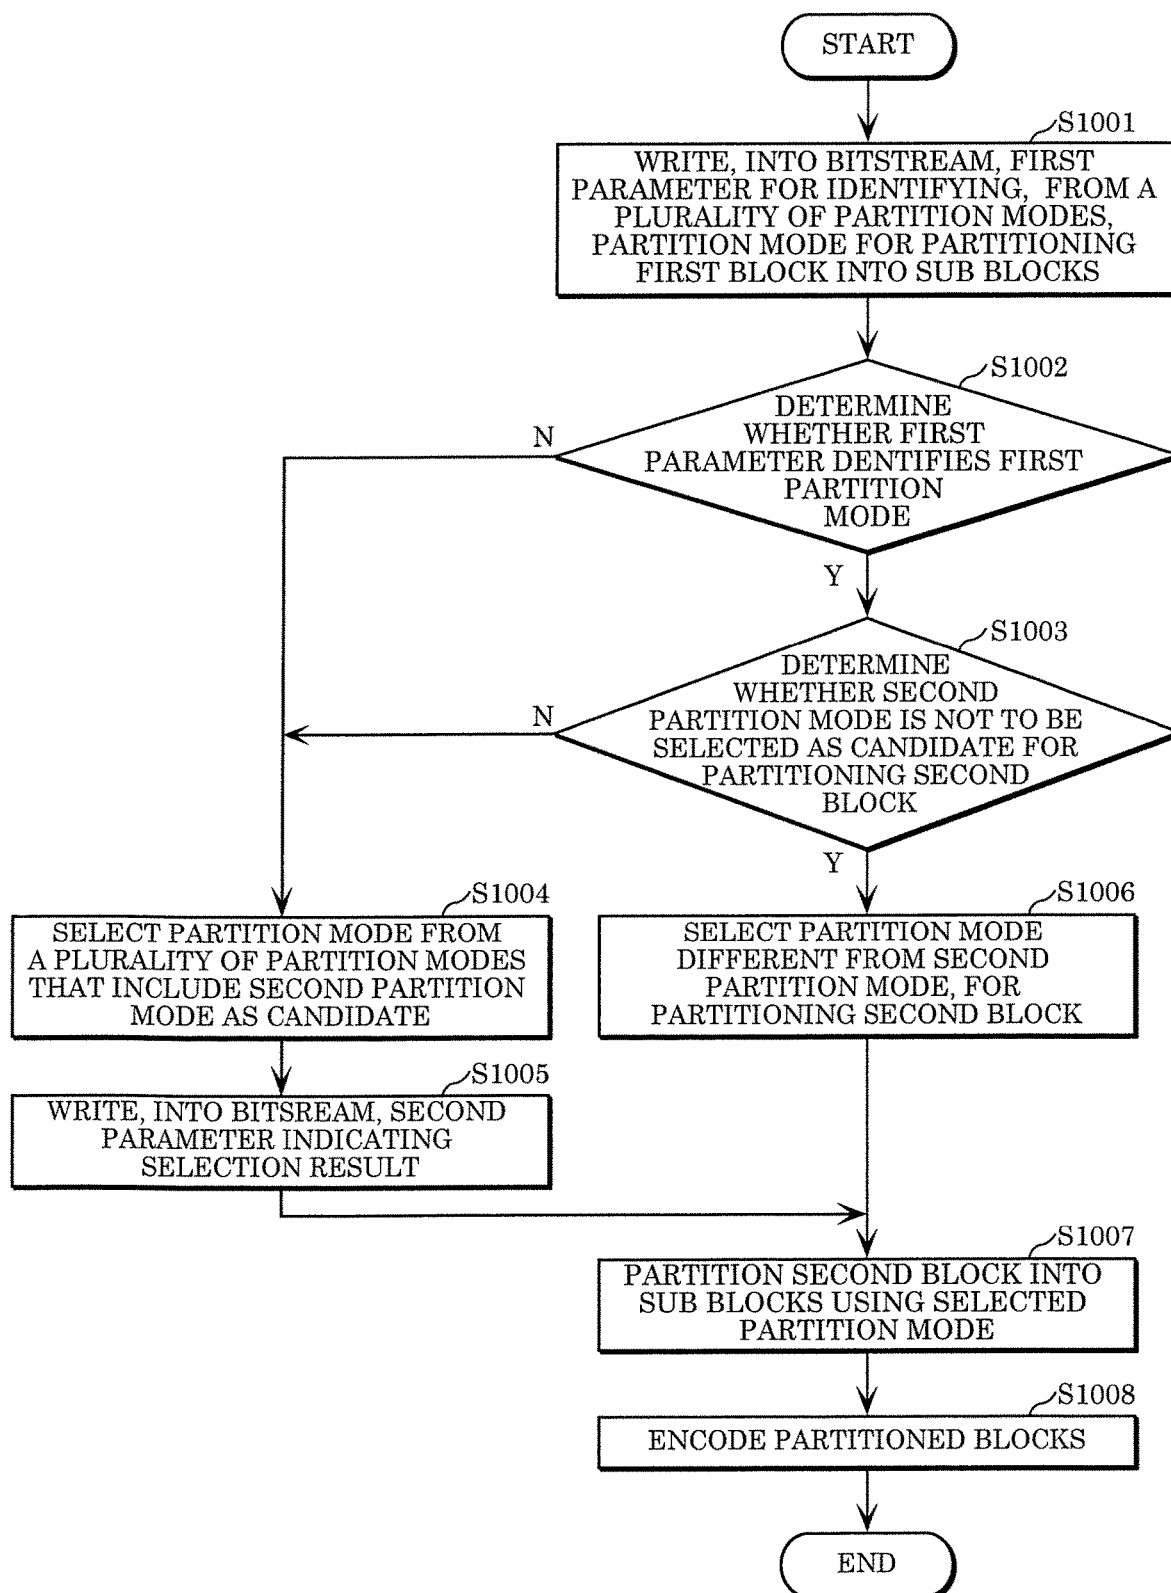 START
S1001
WRITE, INTO BITSTREAM, FIRST
PARAMETER FOR IDENTIFYING, FROM A
PLURALITY OF PARTITION MODES,
PARTITION MODE FOR PARTITIONING
FIRST BLOCK INTO SUB BLOCKS
S1002
DETERMINE
WHETHER FIRST
PARAMETER DENTIFIES FIRST
PARTITION
MODE
N
Y
S1003
DETERMINE
WHETHER SECOND
PARTITION MODE IS NOT TO BE
SELECTED AS CANDIDATE FOR
PARTITIONING SECOND
BLOCK
N
Y
S1004
SELECT PARTITION MODE FROM
A PLURALITY OF PARTITION MODES
THAT INCLUDE SECOND PARTITION
MODE AS CANDIDATE
S1006
SELECT PARTITION MODE
DIFFERENT FROM SECOND
PARTITION MODE, FOR
PARTITIONING SECOND BLOCK
S1005
WRITE, INTO BITSREAM, SECOND
PARAMETER INDICATING
SELECTION RESULT
S1007
PARTITION SECOND BLOCK INTO
SUB BLOCKS USING SELECTED
PARTITION MODE
S1008
ENCODE PARTITIONED BLOCKS
END